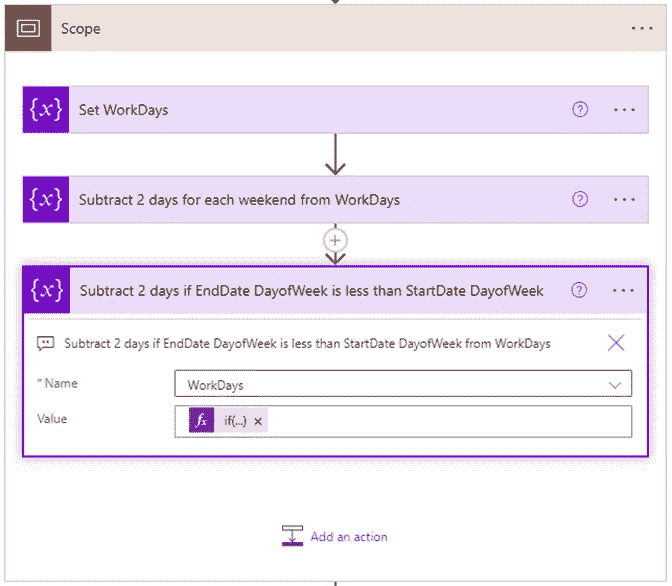 Scope
{x} Set WorkDays
{x} Subtract 2 days for each weekend from WorkDays
{x} Subtract 2 days if EndDate DayofWeek is less than StartDate DayofWeek
Subtract 2 days if EndDate DayofWeek is less than StartDate DayofWeek from WorkDays
* Name WorkDays
Value fx if(...) ×
Add an action